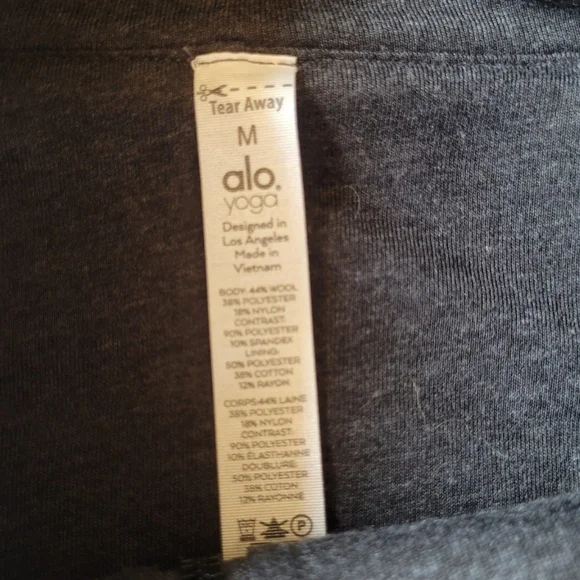 Tear Away
M
alo.
yoga
Designed in
Los Angeles
Made in
Vietnam
BODY: 44% WOOL
38% POLYESTER
18% NYLON
CONTRAST:
90% POLYESTER
10% SPANDEX
LINING:
50% POLYESTER
38% COTTON
12% RAYON
CORPS:44% LAINE
38% POLYESTER
18% NYLON
CONTRAST:
90% POLYESTER
10% ÉLASTHANNE
DOUBLURE:
50% POLYESTER
38% COTON
12% RAYONNE
P